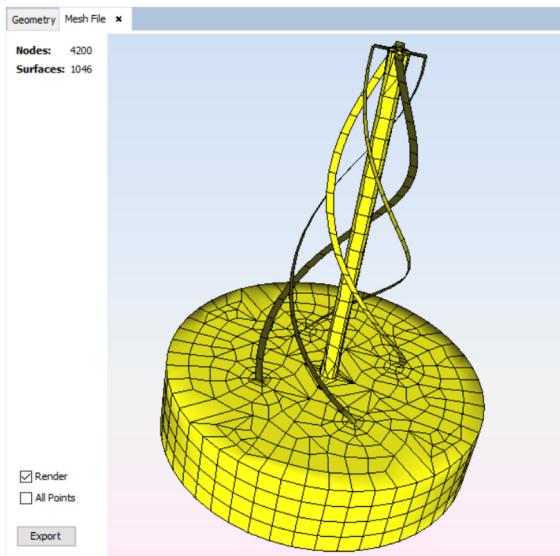 Geometry Mesh File ×
Nodes: 4200
Surfaces: 1046
Render
All Points
Export